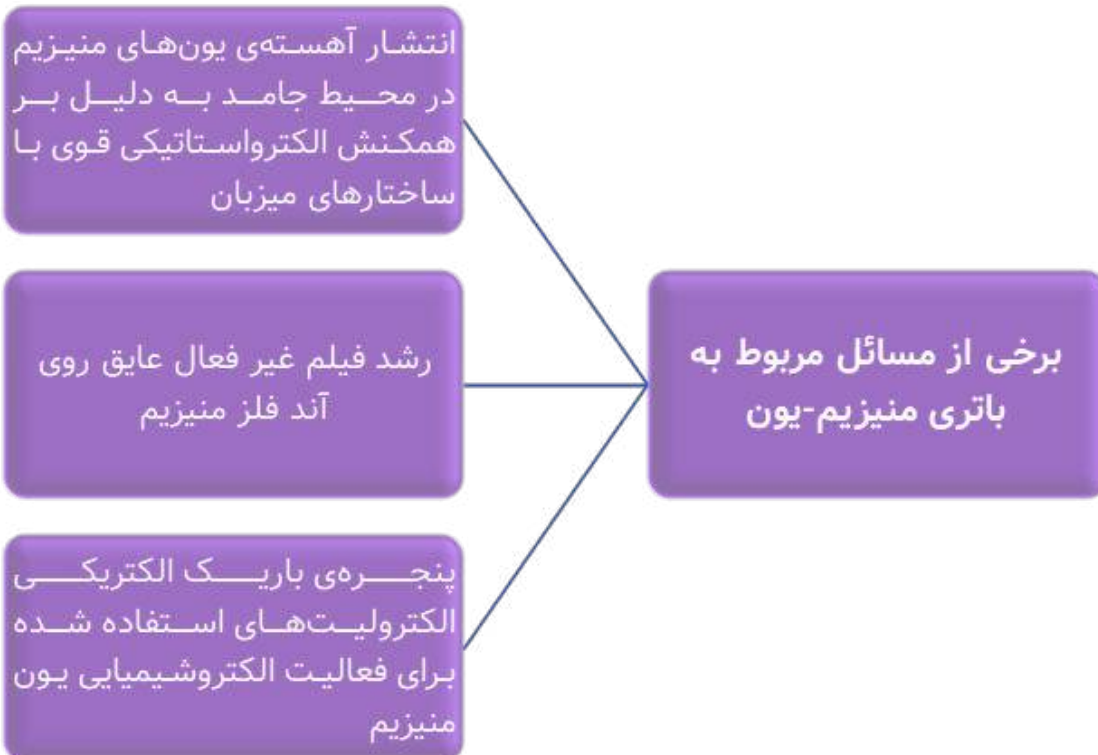 برخی از مسائل مربوط به
باتری منیزیم-یون
انتشار آهسته‌ی یون‌های منیزیم
در محیط جامد به دلیل بر
همکنش الکترواستاتیکی قوی با
ساختارهای میزبان
رشد فیلم غیر فعال عایق روی
آند فلز منیزیم
پنجره‌ی باریک الکتریکی
الکترولیت‌های استفاده شده
برای فعالیت الکتروشیمیایی یون
منیزیم